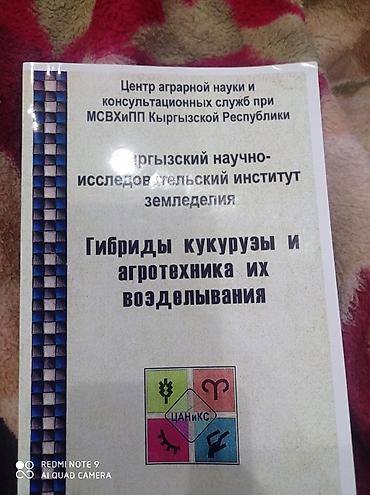 Центр аграрной науки и
консультационных служб при
МСВХиПП Кыргызской Республики
ыргызский научно-
исследовательский институт
земледелия
Гибриды кукурузы и
агротехника их
возделывания
ЦАНиКС
REDMI NOTE 9
AI QUAD CAMERA